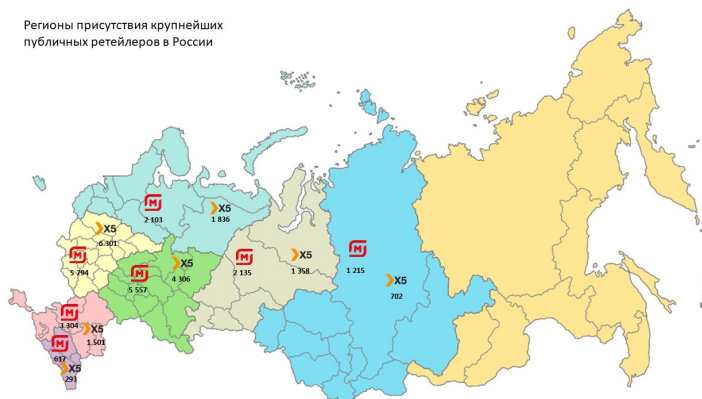 Регионы присутствия крупнейших
публичных ретейлеров в России
М
2 103
X5
1 836
X5
6.301
М
5 794
М
5 557
X5
4 306
М
2 135
X5
1 358
М
1 215
X5
702
М
3 304
X5
1.501
М
617
X5
293